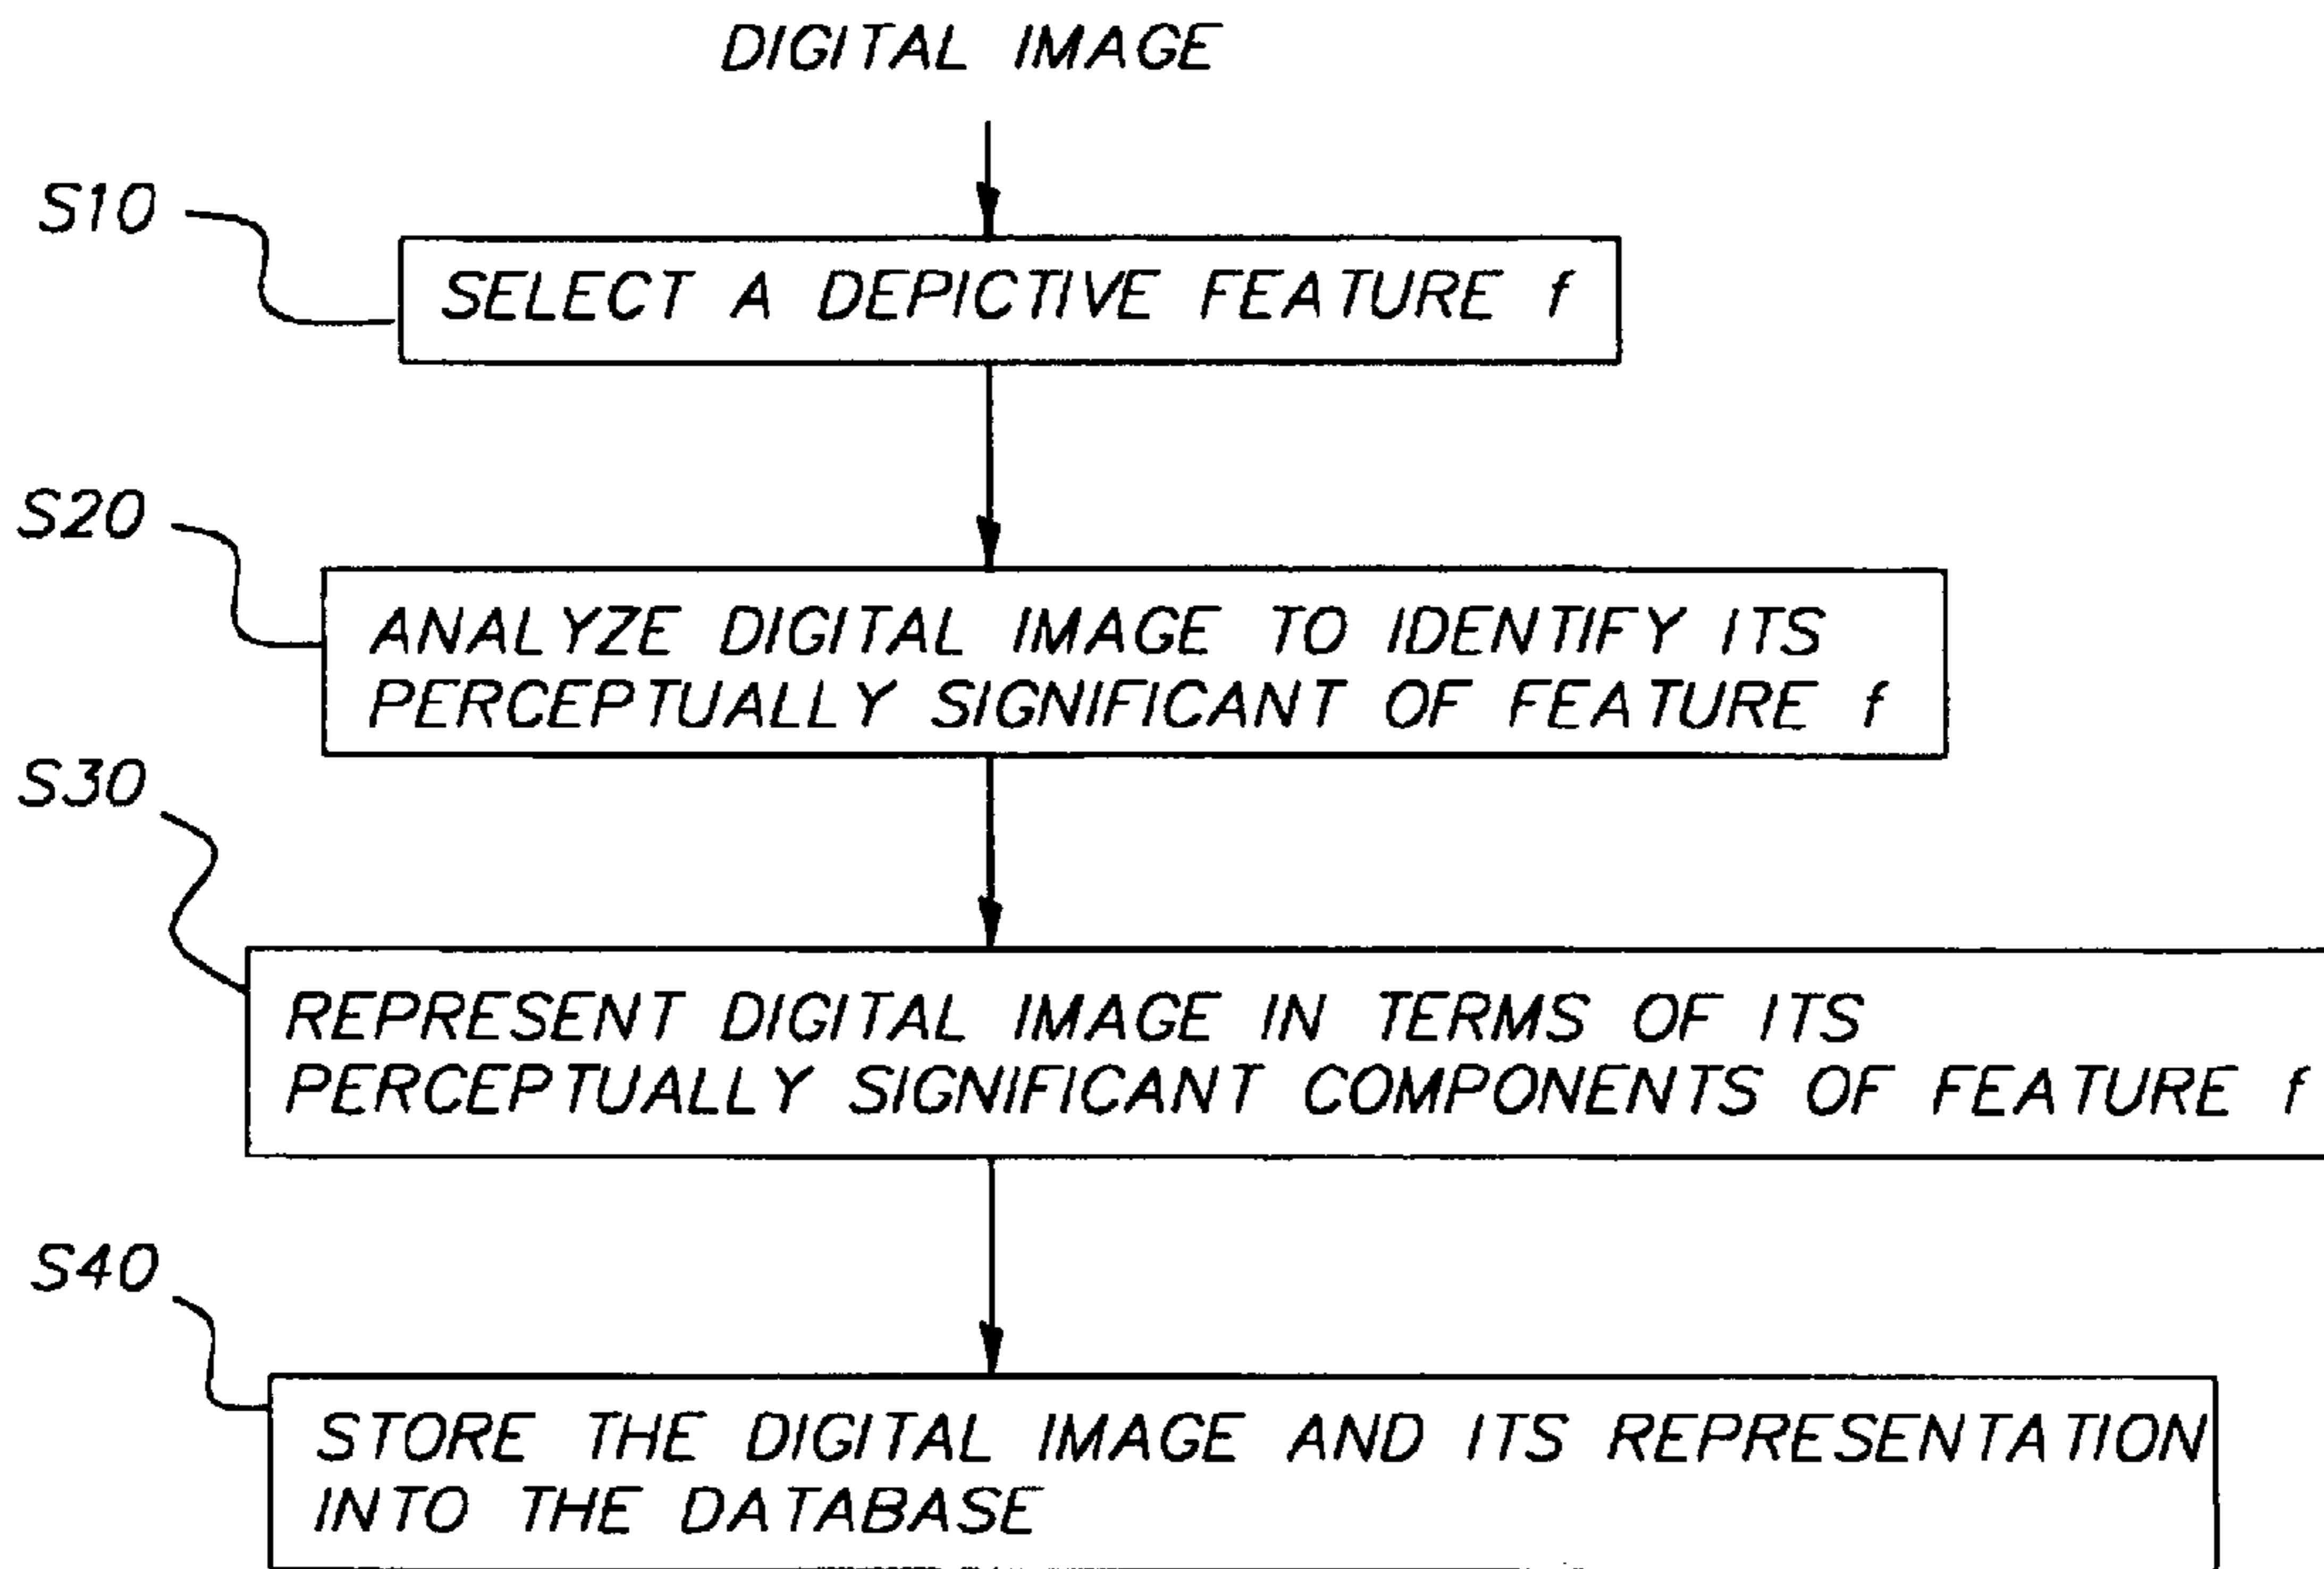 DIGITAL IMAGE
S10
SELECT A DEPICTIVE FEATURE f
S20
ANALYZE DIGITAL IMAGE TO IDENTIFY ITS
PERCEPTUALLY SIGNIFICANT OF FEATURE f
S30
REPRESENT DIGITAL IMAGE IN TERMS OF ITS
PERCEPTUALLY SIGNIFICANT COMPONENTS OF FEATURE f
S40
STORE THE DIGITAL IMAGE AND ITS REPRESENTATION
INTO THE DATABASE